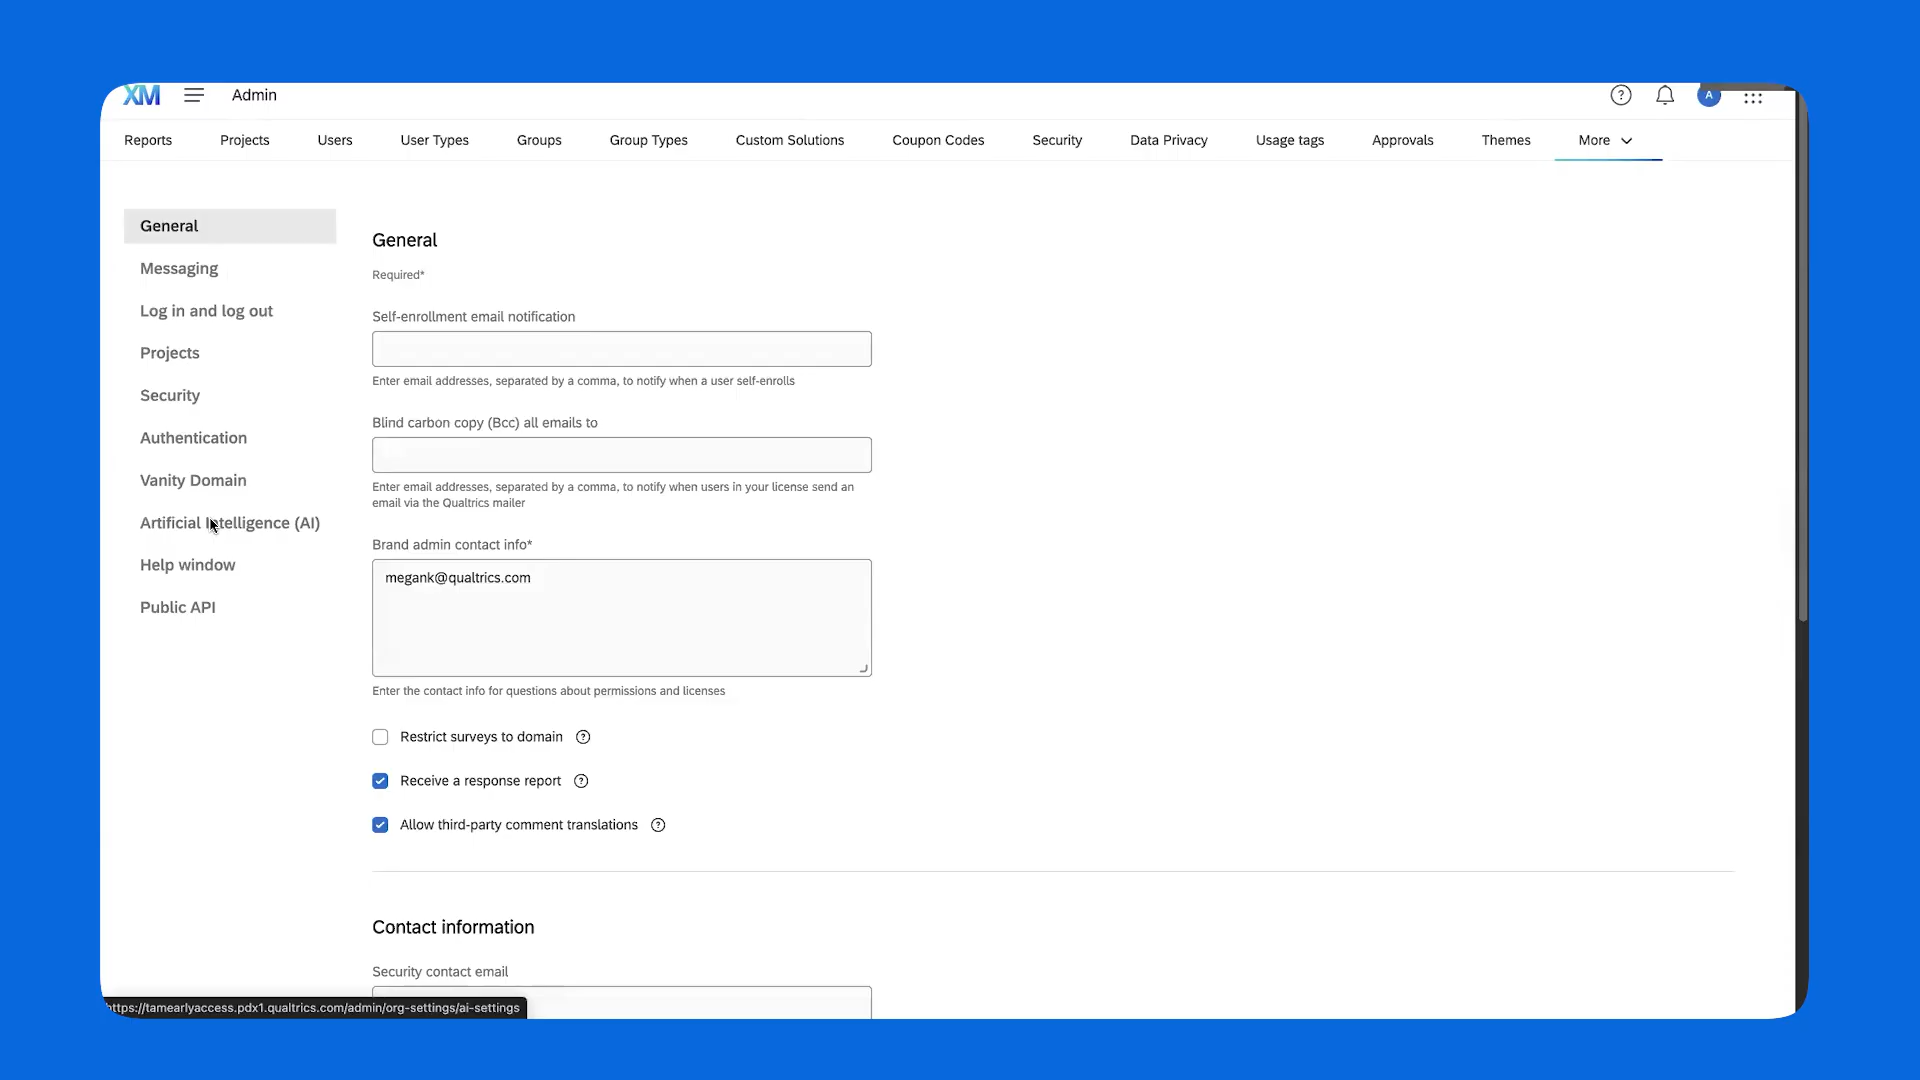 XM
Admin
A
Reports Projects Users User Types Groups Group Types Custom Solutions Coupon Codes Security Data Privacy Usage tags Approvals Themes More
General
Messaging
Log in and log out
Projects
Security
Authentication
Vanity Domain
Artificial Intelligence (AI)
Help window
Public API
General
Required*
Self-enrollment email notification
Enter email addresses, separated by a comma, to notify when a user self-enrolls
Blind carbon copy (Bcc) all emails to
Enter email addresses, separated by a comma, to notify when users in your license send an
email via the Qualtrics mailer
Brand admin contact info*
megank@qualtrics.com
Enter the contact info for questions about permissions and licenses
Restrict surveys to domain
Receive a response report
Allow third-party comment translations
Contact information
Security contact email
https://tamearlyaccess.pdx1.qualtrics.com/admin/org-settings/ai-settings